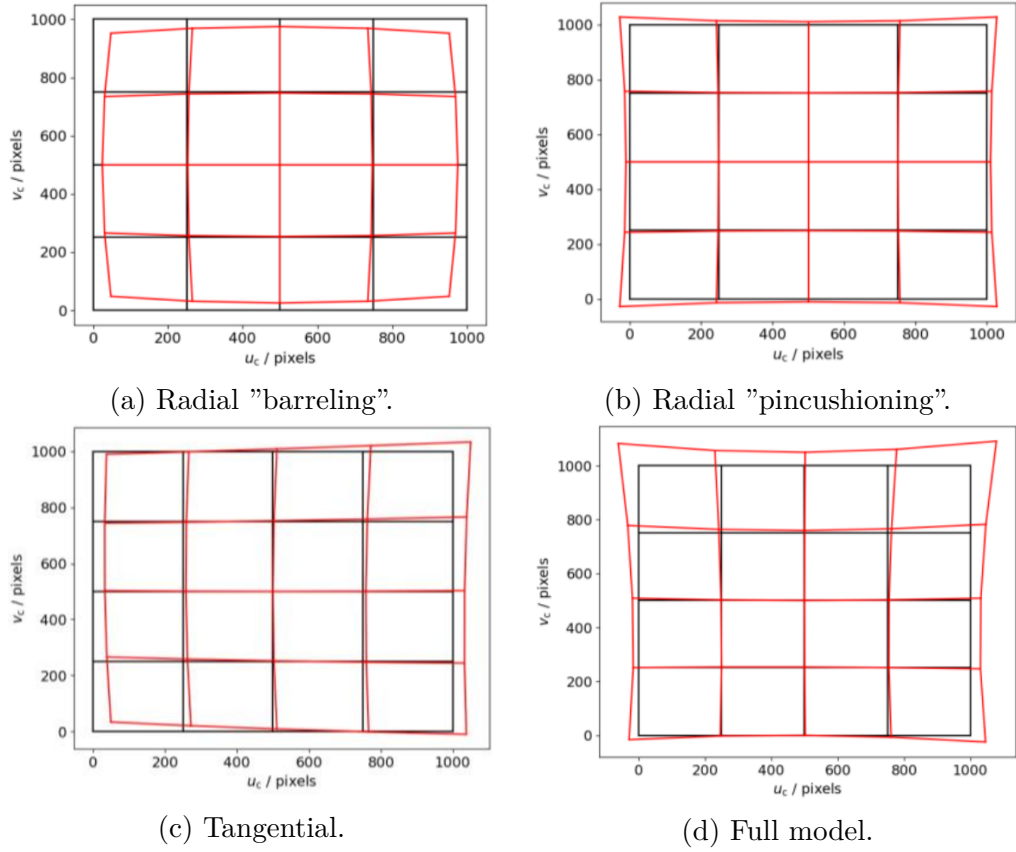 1000
800
600
400
200
0
v_c / pixels
0 200 400 600 800 1000
u_c / pixels
(a) Radial ”barreling”.
1000
800
600
400
200
0
v_c / pixels
0 200 400 600 800 1000
u_c / pixels
(b) Radial ”pincushioning”.
1000
800
600
400
200
0
v_c / pixels
0 200 400 600 800 1000
u_c / pixels
(c) Tangential.
1000
800
600
400
200
0
v_c / pixels
0 200 400 600 800 1000
u_c / pixels
(d) Full model.